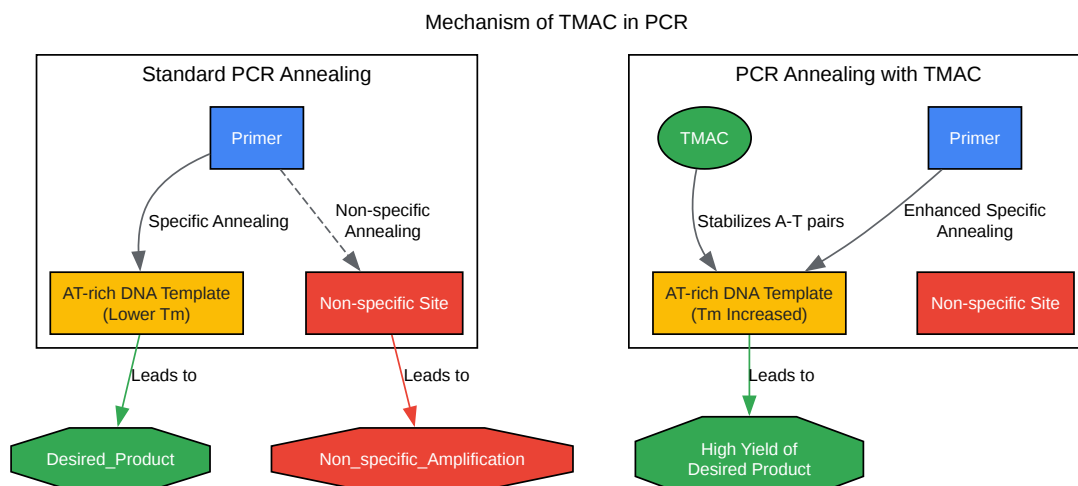 Mechanism of TMAC in PCR
Standard PCR Annealing
Primer
Specific Annealing
Non-specific
Annealing
AT-rich DNA Template
(Lower Tm)
Non-specific Site
Leads to
Leads to
Desired_Product
Non_specific_Amplification
PCR Annealing with TMAC
TMAC
Primer
Stabilizes A-T pairs
Enhanced Specific
Annealing
AT-rich DNA Template
(Tm Increased)
Non-specific Site
Leads to
High Yield of
Desired Product